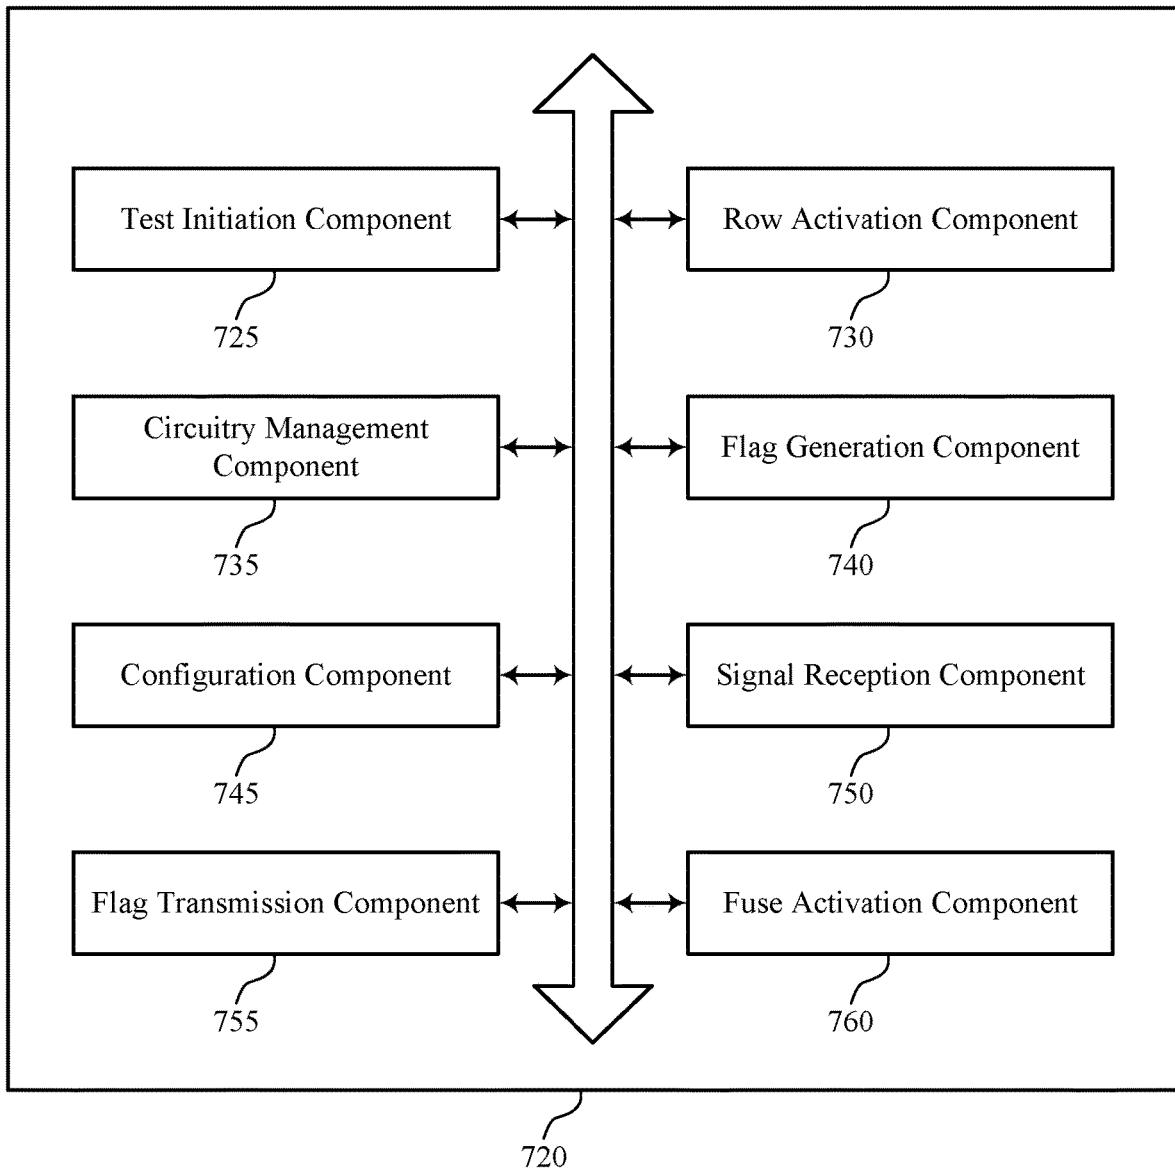 Test Initiation Component
Row Activation Component
725
730
Circuitry Management
Component
Flag Generation Component
735
740
Configuration Component
Signal Reception Component
745
750
Flag Transmission Component
Fuse Activation Component
755
760
720